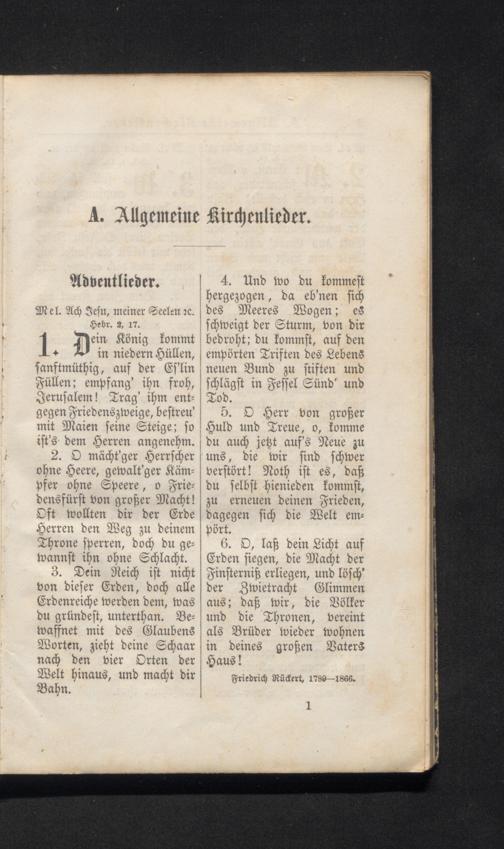 A. Allgemeine Kirchenlieder.
Adventlieder.
Mel. Ach Jesu, meiner Seelen ꝛc.
Hebr. 2, 17.
1. Dein König kommt
in niedern Hüllen,
sanftmüthig, auf der Es'lin
Füllen; empfang' ihn froh,
Jerusalem! Trag' ihm ent-
gegen Friedenszweige, bestreu'
mit Maien seine Steige; so
ist's dem Herren angenehm.
2. O mächt'ger Herrscher
ohne Heere, gewalt'ger Käm-
pfer ohne Speere, o Frie-
densfürst von großer Macht!
Oft wollten dir der Erde
Herren den Weg zu deinem
Throne sperren, doch du ge-
wannst ihn ohne Schlacht.
3. Dein Reich ist nicht
von dieser Erden, doch alle
Erdenreiche werden dem, was
du gründest, unterthan. Be-
waffnet mit des Glaubens
Worten, zieht deine Schaar
nach den vier Orten der
Welt hinaus, und macht dir
Bahn.
4. Und wo du kommest
hergezogen, da eb'nen sich
des Meeres Wogen; es
schweigt der Sturm, von dir
bedroht; du kommst, auf den
empörten Triften des Lebens
neuen Bund zu stiften und
schlägst in Fessel Sünd' und
Tod.
5. O Herr von großer
Huld und Treue, o, komme
du auch jetzt auf's Neue zu
uns, die wir sind schwer
verstört! Noth ist es, daß
du selbst hienieden kommst,
zu erneuen deinen Frieden,
dagegen sich die Welt em-
pört.
6. O, laß dein Licht auf
Erden siegen, die Macht der
Finsterniß erliegen, und lösch'
der Zwietracht Glimmen
aus; daß wir, die Völker
und die Thronen, vereint
als Brüder wieder wohnen
in deines großen Vaters
Haus!
Friedrich Rückert, 1789—1866.
1